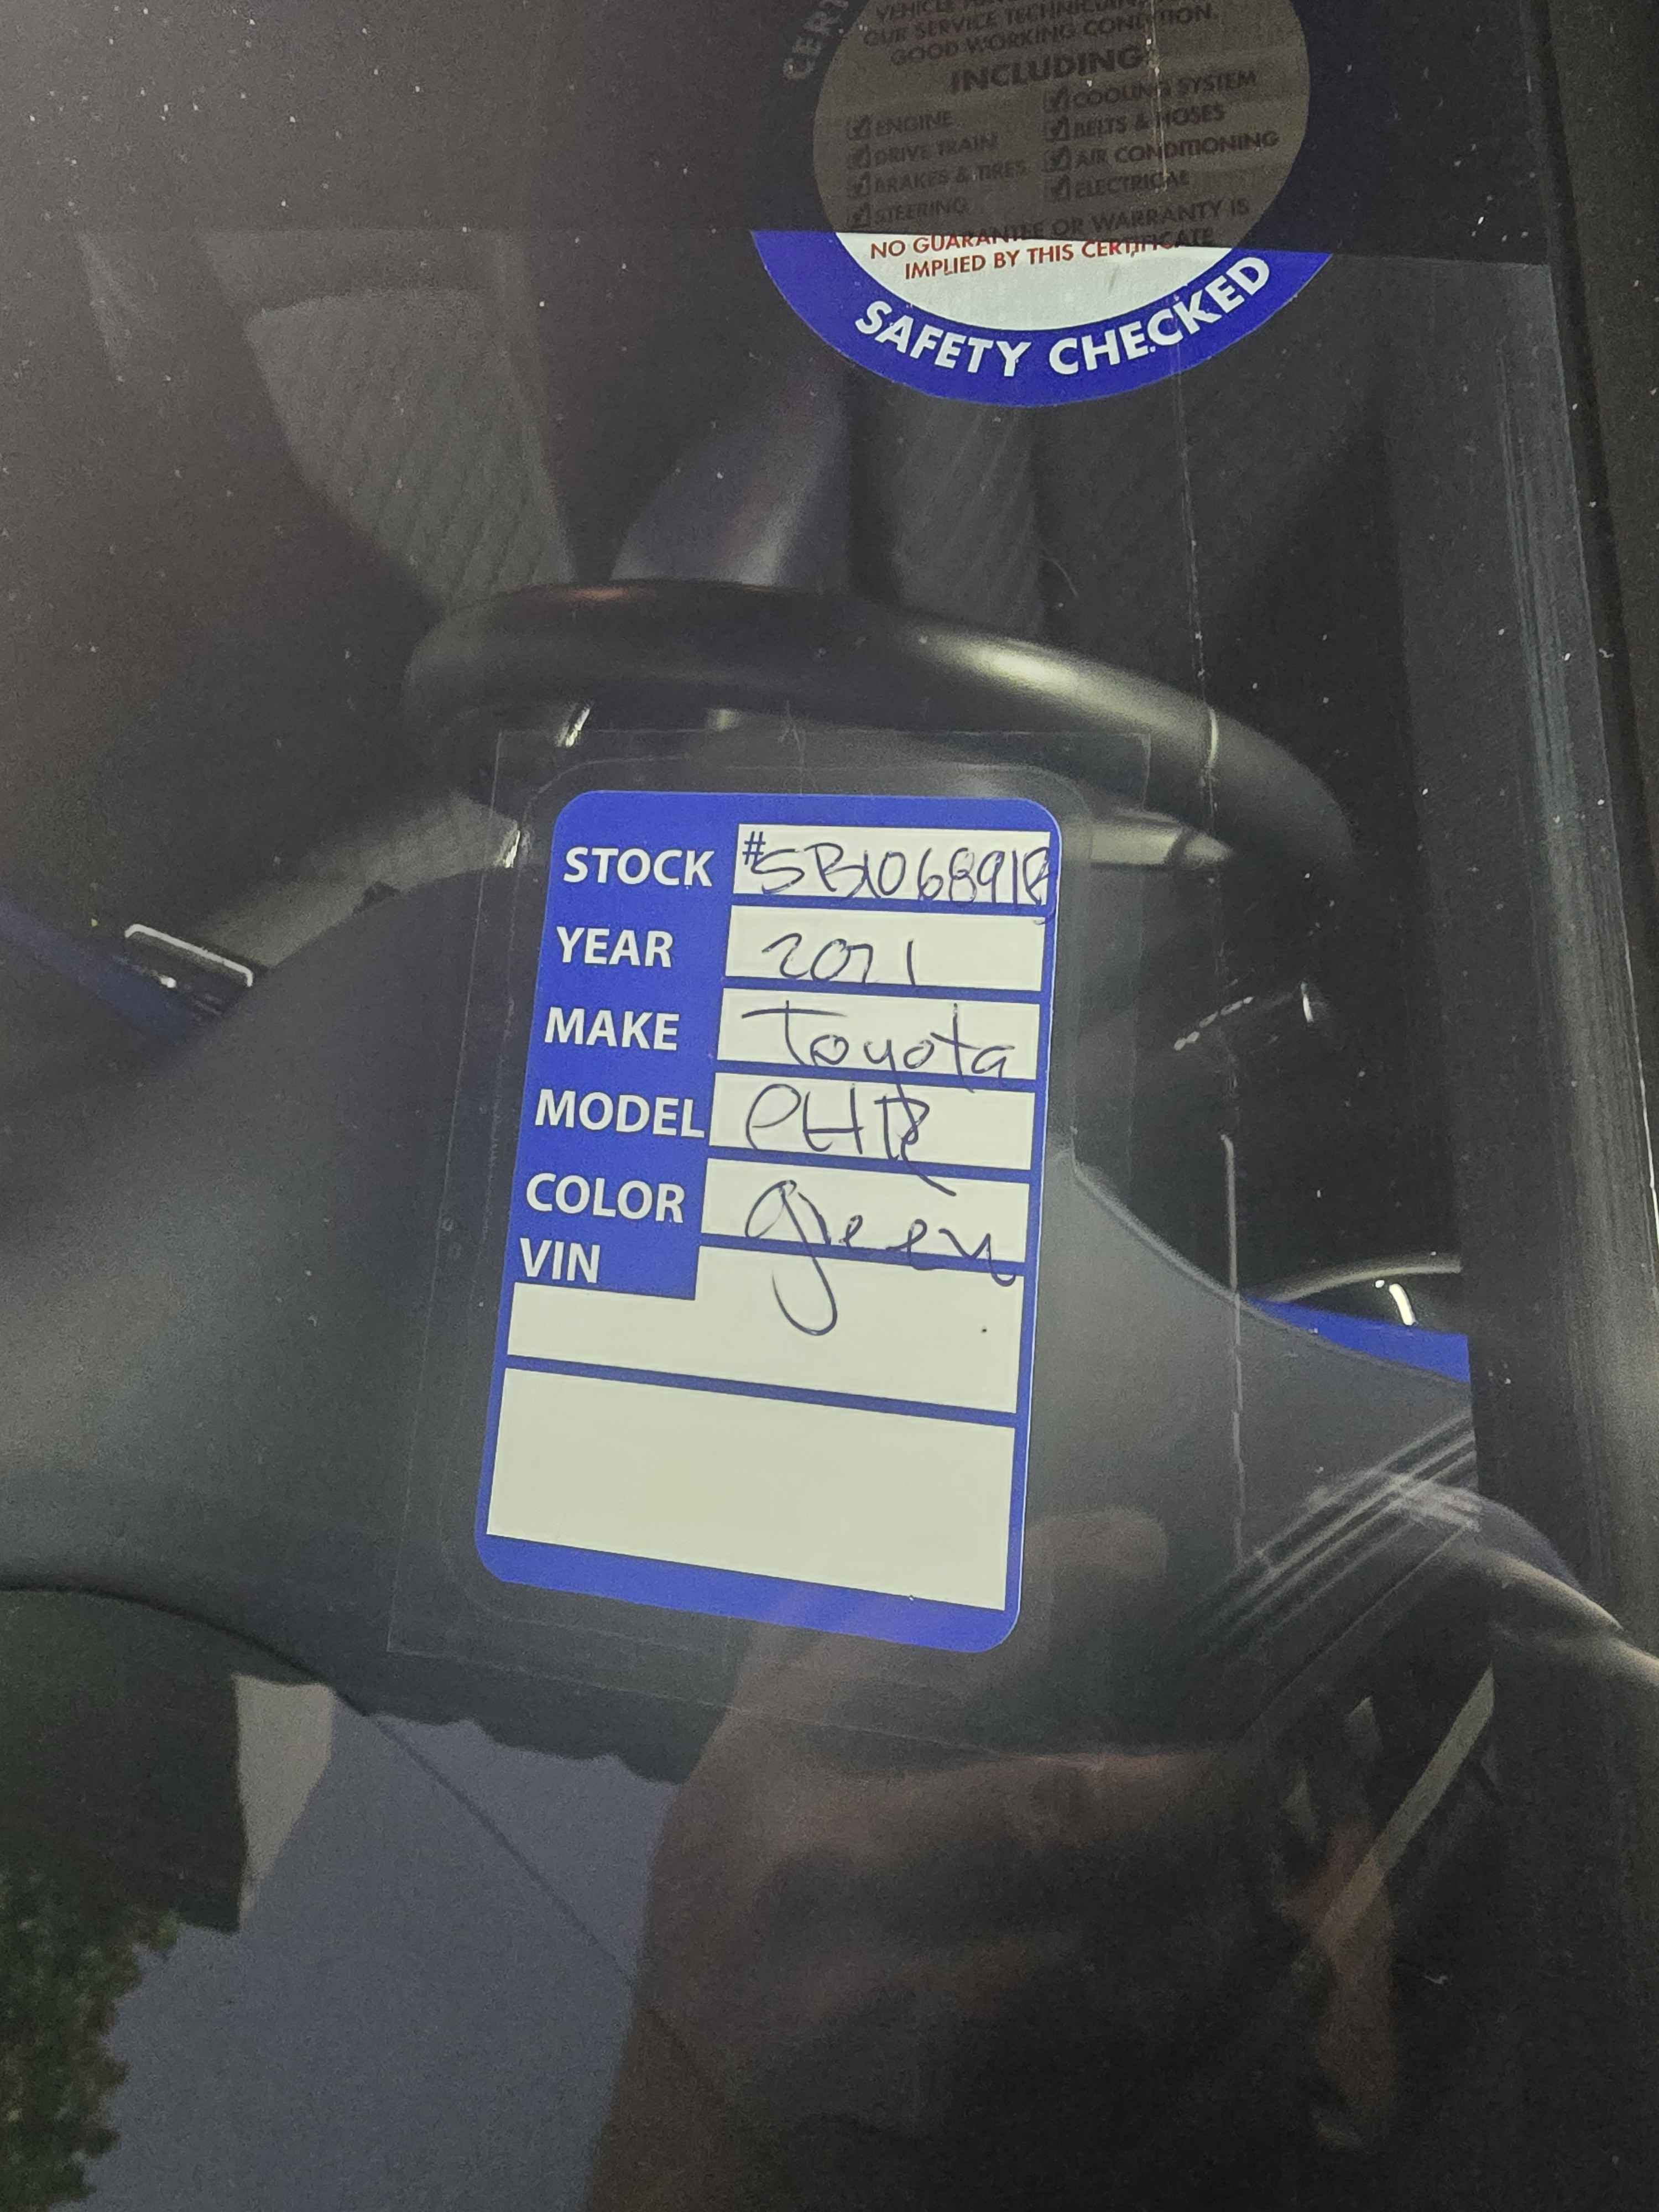 CERT
VEHICLE
OUR SERVICE TECHNICIAN
GOOD WORKING CONDITION,
INCLUDING:
ENGINE
DRIVE TRAIN
BRAKES & TIRES
STEERING
COOLING SYSTEM
BELTS & HOSES
AIR CONDITIONING
ELECTRICAL
NO GUARANTEE OR WARRANTY IS
IMPLIED BY THIS CERTIFICATE
SAFETY CHECKED
STOCK #
YEAR 2021
MAKE Toyota
MODEL CHR
COLOR green
VIN